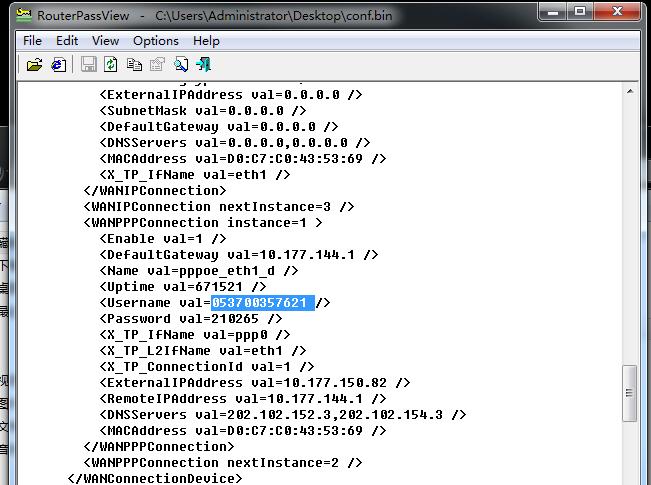 RouterPassView - C:\Users\Administrator\Desktop\conf.bin
File Edit View Options Help
<ExternalIPAddress val=0.0.0.0 />
<SubnetMask val=0.0.0.0 />
<DefaultGateway val=0.0.0.0 />
<DNSServers val=0.0.0.0,0.0.0.0 />
<MACAddress val=D0:C7:C0:43:53:69 />
<X_TP_IfName val=eth1 />
</WANIPConnection>
<WANIPConnection nextInstance=3 />
<WANPPPConnection instance=1 >
<Enable val=1 />
<DefaultGateway val=10.177.144.1 />
<Name val=pppoe_eth1_d />
<Uptime val=671521 />
<Username val=053700357621 />
<Password val=210265 />
<X_TP_IfName val=ppp0 />
<X_TP_L2IfName val=eth1 />
<X_TP_ConnectionId val=1 />
<ExternalIPAddress val=10.177.150.82 />
<RemoteIPAddress val=10.177.144.1 />
<DNSServers val=202.102.152.3,202.102.154.3 />
<MACAddress val=D0:C7:C0:43:53:69 />
</WANPPPConnection>
<WANPPPConnection nextInstance=2 />
</WANConnectionDevice>